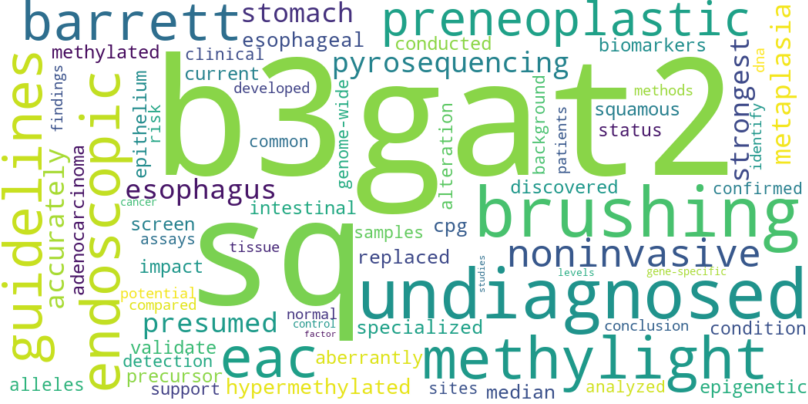 barrett
stomach
preneoplastic
metaplasia
methylated
esophageal
conducted
biomarkers
clinical
pyrosequencing
strongest
dna
guidelines
findings
endoscopic
epithelium
risk
current
developed
b3gat2
genome-wide
common
alteration
background
patients
methods
squamous
status
identify
accurately
adenocarcinoma
esophagus
discovered
confirmed
cancer
intestinal
sq
brushing
screen
samples
cpg
assays
tissue
replaced
noninvasive
impact
studies
levels
gene-specific
undiagnosed
potential
compared
normal
control
factor
presumed
specialized
conclusion
condition
validate
detection
eac
aberrantly
methylight
precursor
alleles
support
hypermethylated
sites
median
analyzed
epigenetic